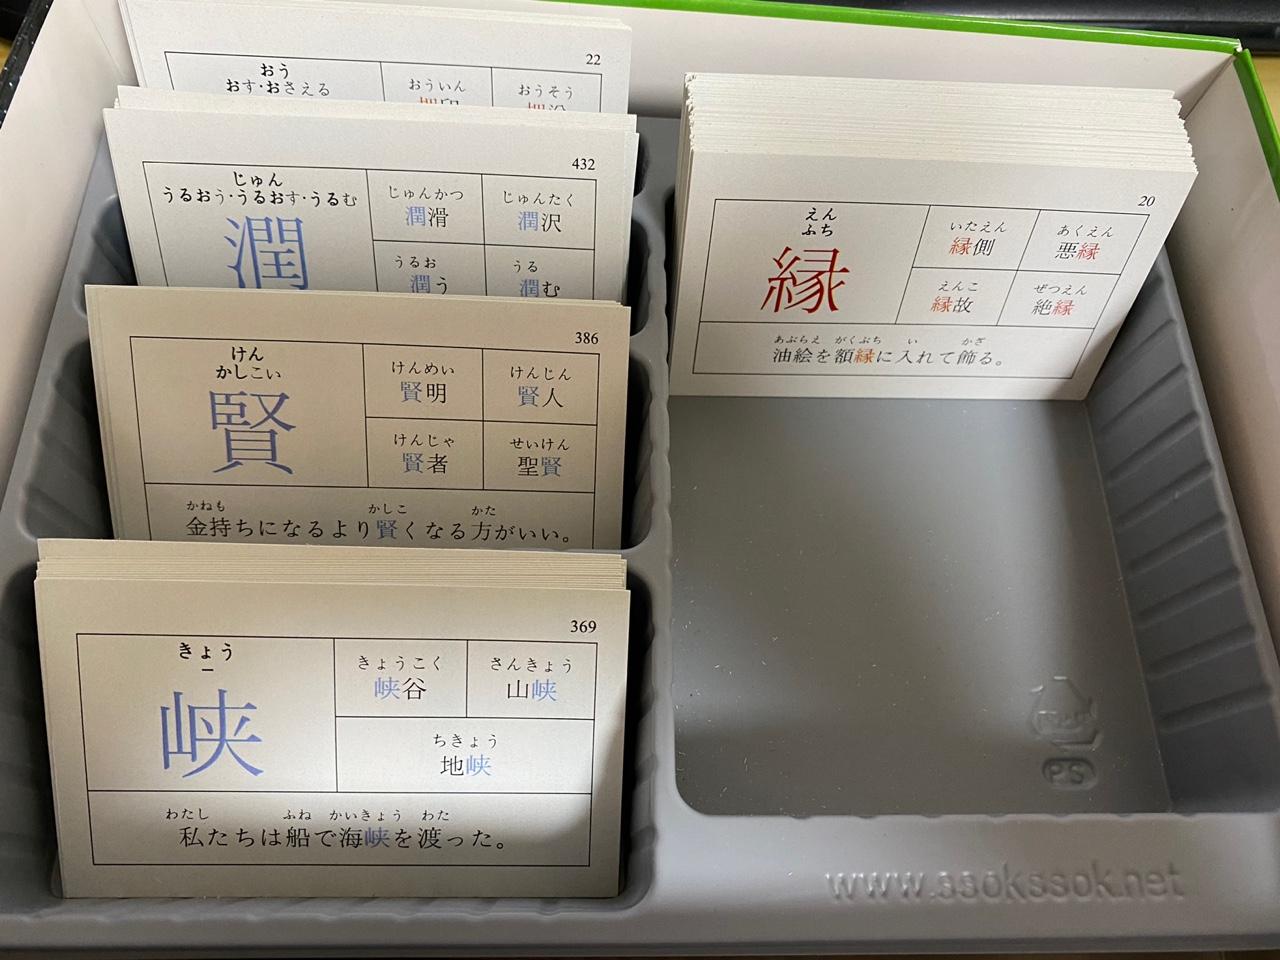 22
おう
おす・おさえる
おういん
おうそう
432
じゅん
うるおう・うるおす・うるむ
潤
じゅんかつ
潤滑
じゅんたく
潤沢
うるお
潤う
うる
潤む
386
けん
かしこい
賢
けんめい
賢明
けんじん
賢人
けんじゃ
賢者
せいけん
聖賢
かねも かしこ かた
金持ちになるより賢くなる方がいい。
369
きょう
ー
峡
きょうこく
峡谷
さんきょう
山峡
ちきょう
地峡
わたし ふね かいきょう わた
私たちは船で海峡を渡った。
20
えん
ふち
縁
いたえん
縁側
あくえん
悪縁
えんこ
縁故
ぜつえん
絶縁
あぶらえ がくぶち い かざ
油絵を額縁に入れて飾る。
PS
www.asokssok.net